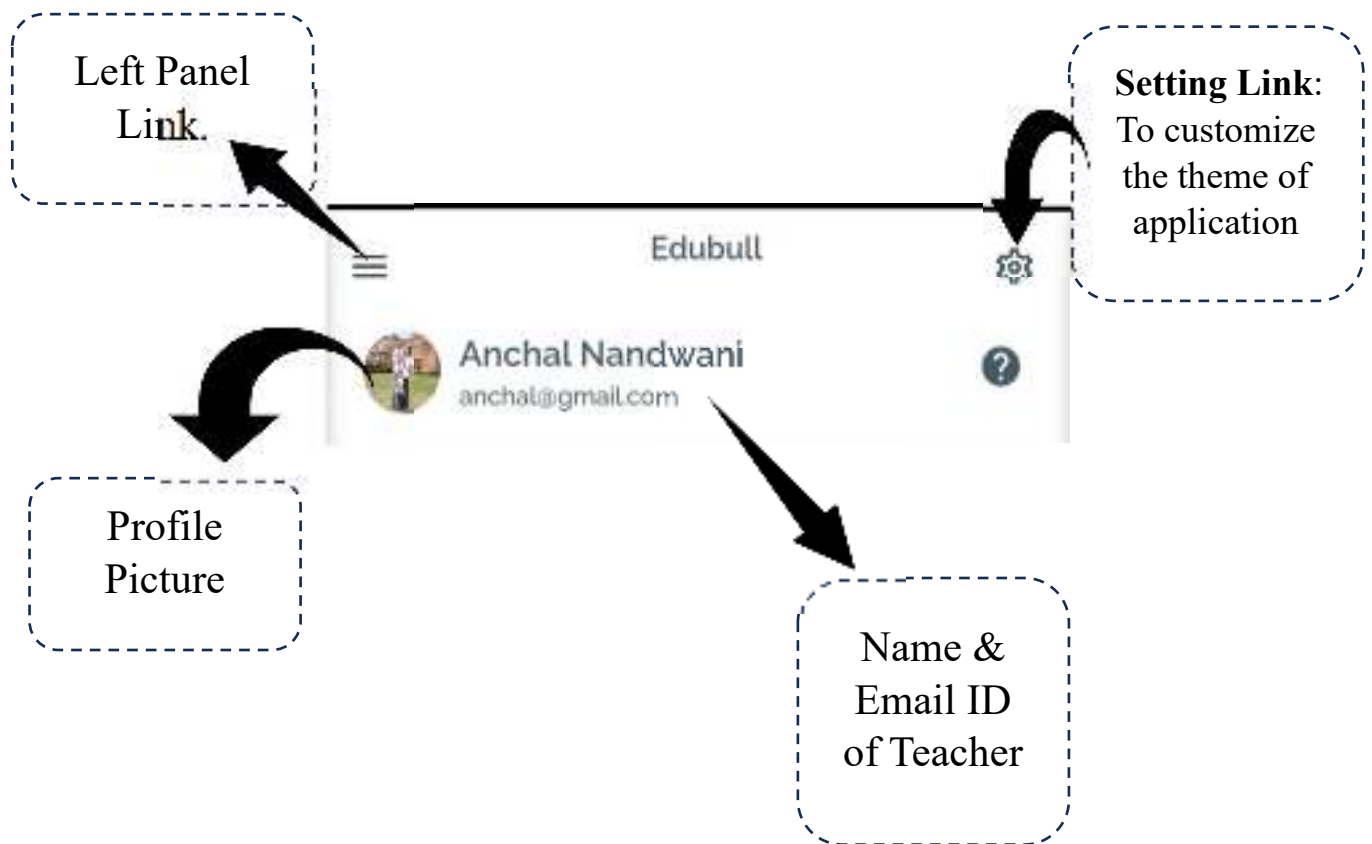 Left Panel
Link.
Setting Link:
To customize
the theme of
application
Edubull
Anchal Nandwani
anchal@gmail.com
?
Profile
Picture
Name &
Email ID
of Teacher